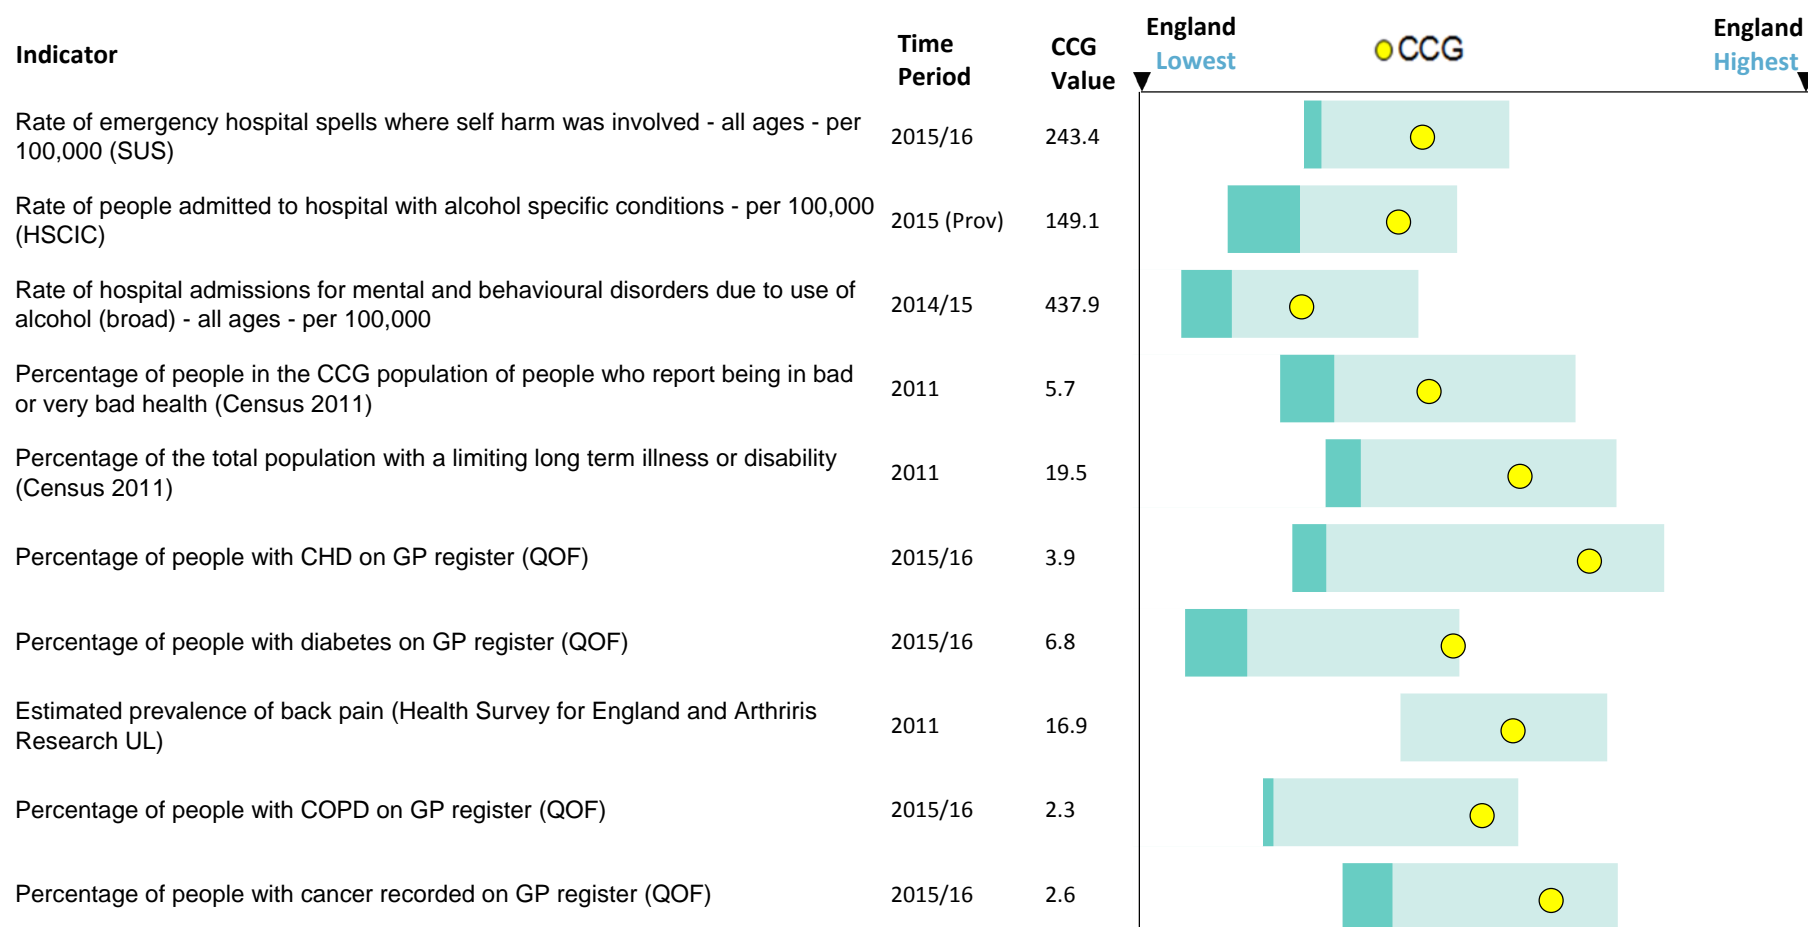 Indicator
Time
Period
CCG
Value
England
Lowest
CCG
England
Highest
Rate of emergency hospital spells where self harm was involved - all ages - per
100,000 (SUS)
2015/16
243.4
Rate of people admitted to hospital with alcohol specific conditions - per 100,000
(HSCIC)
2015 (Prov)
149.1
Rate of hospital admissions for mental and behavioural disorders due to use of
alcohol (broad) - all ages - per 100,000
2014/15
437.9
Percentage of people in the CCG population of people who report being in bad
or very bad health (Census 2011)
2011
5.7
Percentage of the total population with a limiting long term illness or disability
(Census 2011)
2011
19.5
Percentage of people with CHD on GP register (QOF)
2015/16
3.9
Percentage of people with diabetes on GP register (QOF)
2015/16
6.8
Estimated prevalence of back pain (Health Survey for England and Arthriris
Research UL)
2011
16.9
Percentage of people with COPD on GP register (QOF)
2015/16
2.3
Percentage of people with cancer recorded on GP register (QOF)
2015/16
2.6